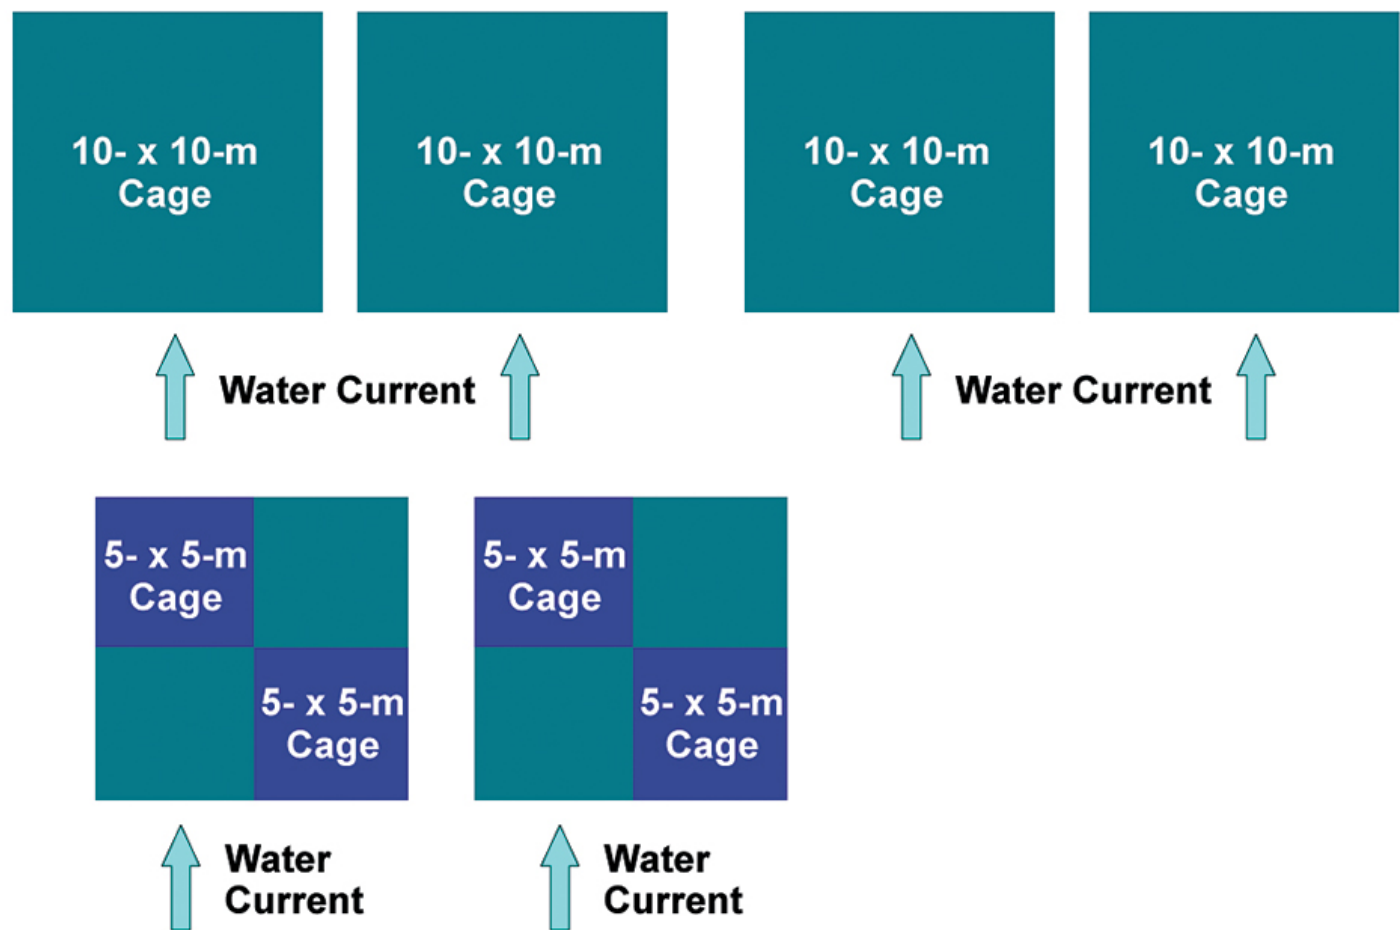 10- x 10-m
Cage
10- x 10-m
Cage
10- x 10-m
Cage
10- x 10-m
Cage
Water Current
Water Current
5- x 5-m
Cage
5- x 5-m
Cage
5- x 5-m
Cage
5- x 5-m
Cage
Water
Current
Water
Current